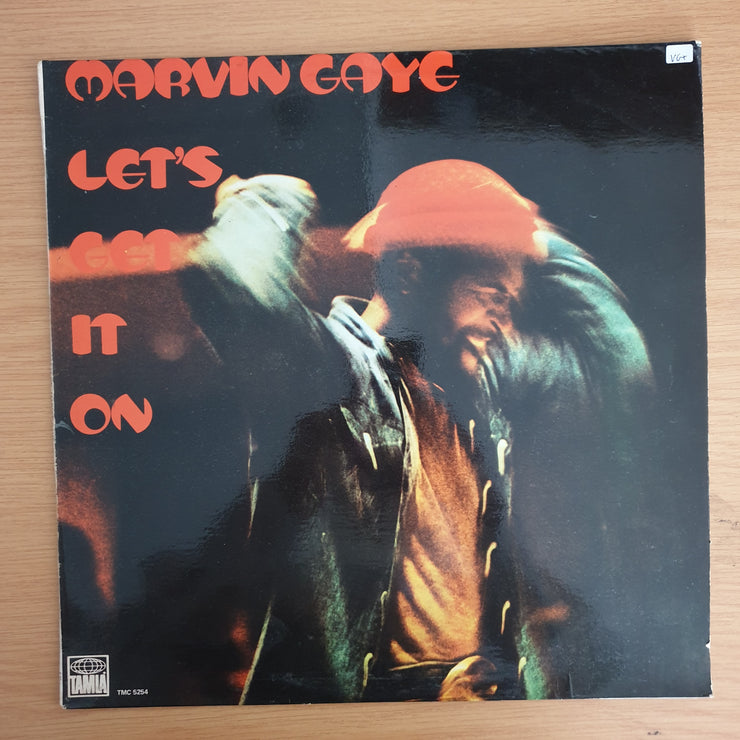 MARVIN GAYE
VG+
LET'S
GET
IT
ON
TAMLA
TMC 5254